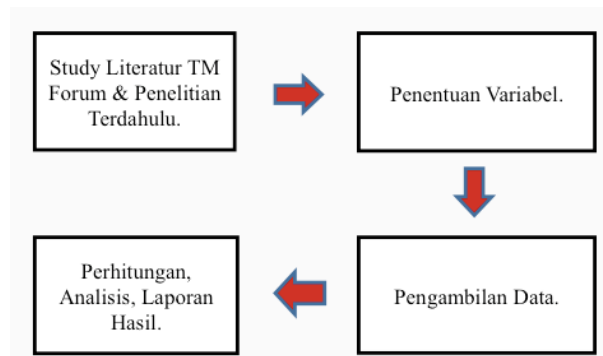 Study Literatur TM
Forum & Penelitian
Terdahulu.
Penentuan Variabel.
Pengambilan Data.
Perhitungan,
Analisis, Laporan
Hasil.